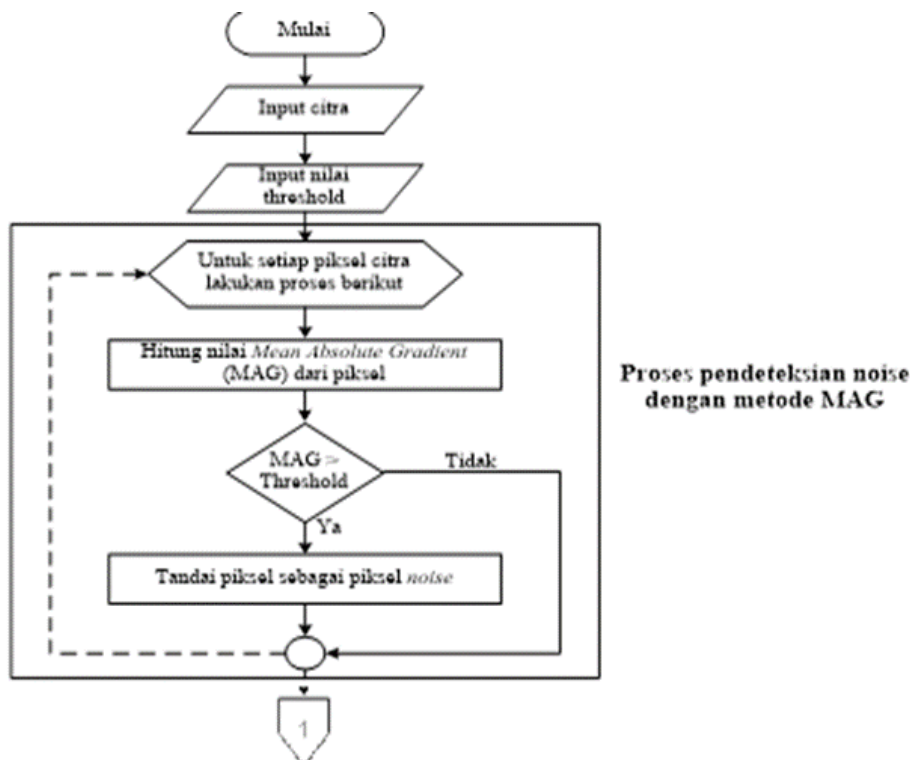 Mulai
Input citra
Input nilai
threshold
Untuk setiap piksel citra
lakukan proses berikut
Hitung nilai Mean Absolute Gradient
(MAG) dari piksel
Proses pendeteksian noise
dengan metode MAG
MAG >
Threshold
Tidak
Ya
Tandai piksel sebagai piksel noise
1